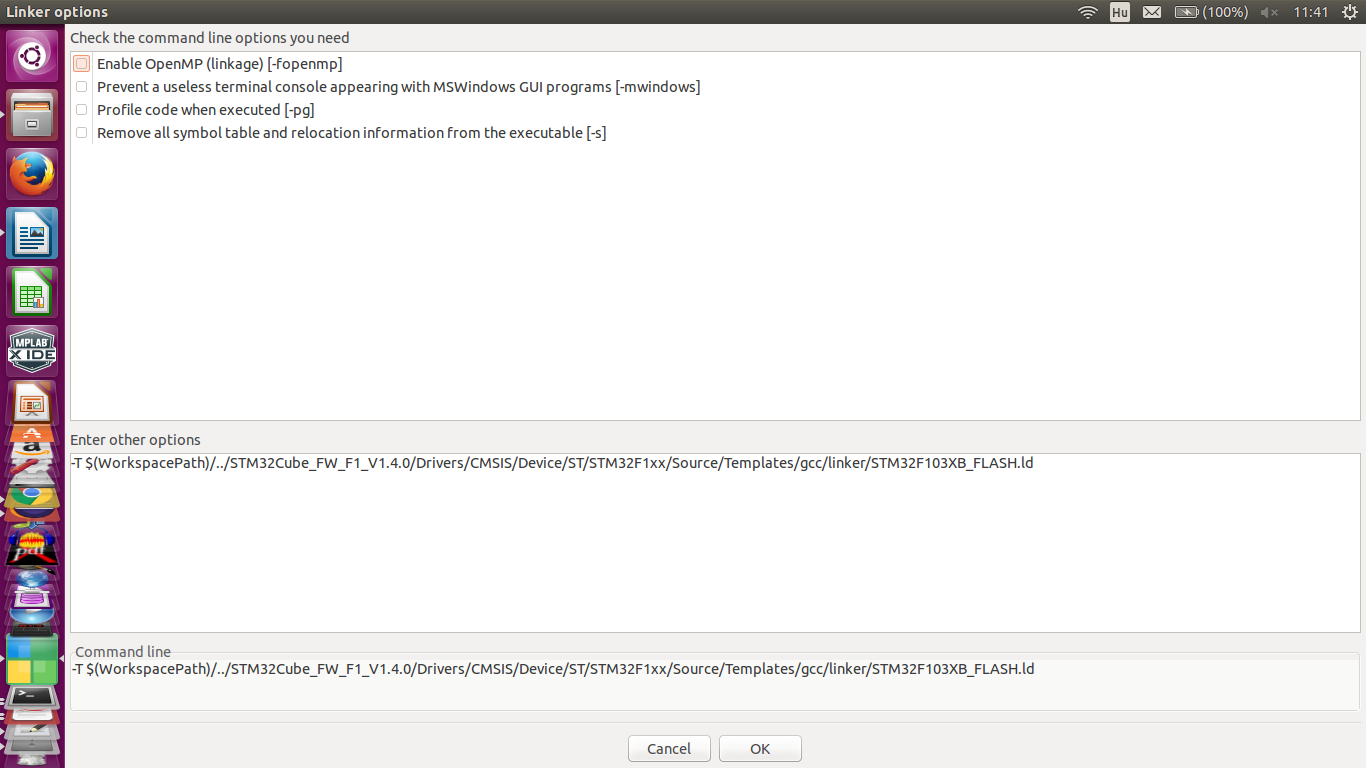 Linker options
Hu
(100%)
11:41
Check the command line options you need
Enable OpenMP (linkage) [-fopenmp]
Prevent a useless terminal console appearing with MSWindows GUI programs [-mwindows]
Profile code when executed [-pg]
Remove all symbol table and relocation information from the executable [-s]
MPLAB
X IDE
a
pdf
Enter other options
-T $(WorkspacePath)/../STM32Cube_FW_F1_V1.4.0/Drivers/CMSIS/Device/ST/STM32F1xx/Source/Templates/gcc/linker/STM32F103XB_FLASH.ld
Command line
-T $(WorkspacePath)/../STM32Cube_FW_F1_V1.4.0/Drivers/CMSIS/Device/ST/STM32F1xx/Source/Templates/gcc/linker/STM32F103XB_FLASH.ld
Cancel
OK